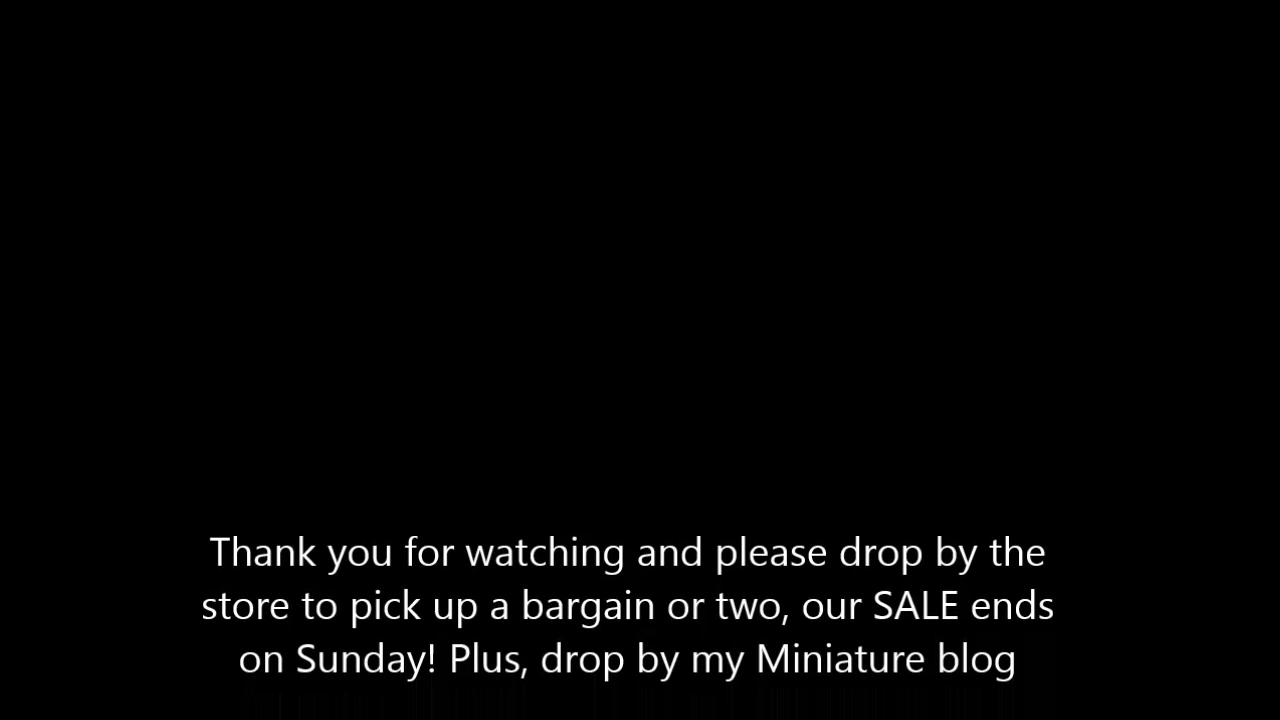 Thank you for watching and please drop by the
store to pick up a bargain or two, our SALE ends
on Sunday! Plus, drop by my Miniature blog